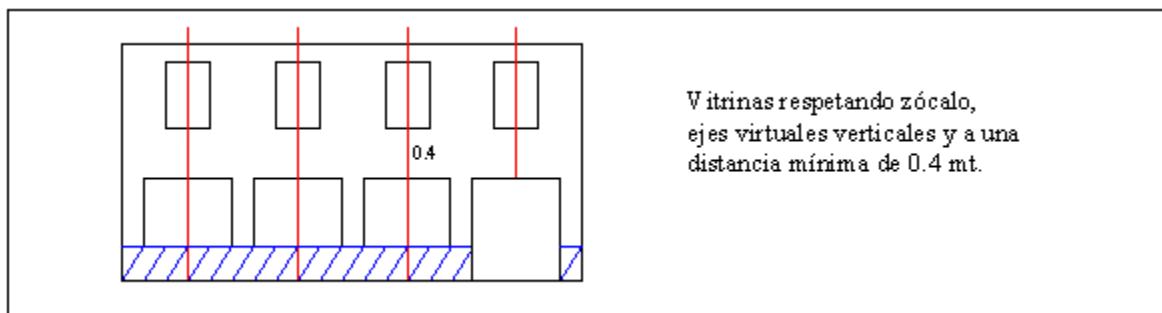 Vitrinas respetando zócalo,
ejes virtuales verticales y a una
distancia mínima de 0.4 mt.
0.4